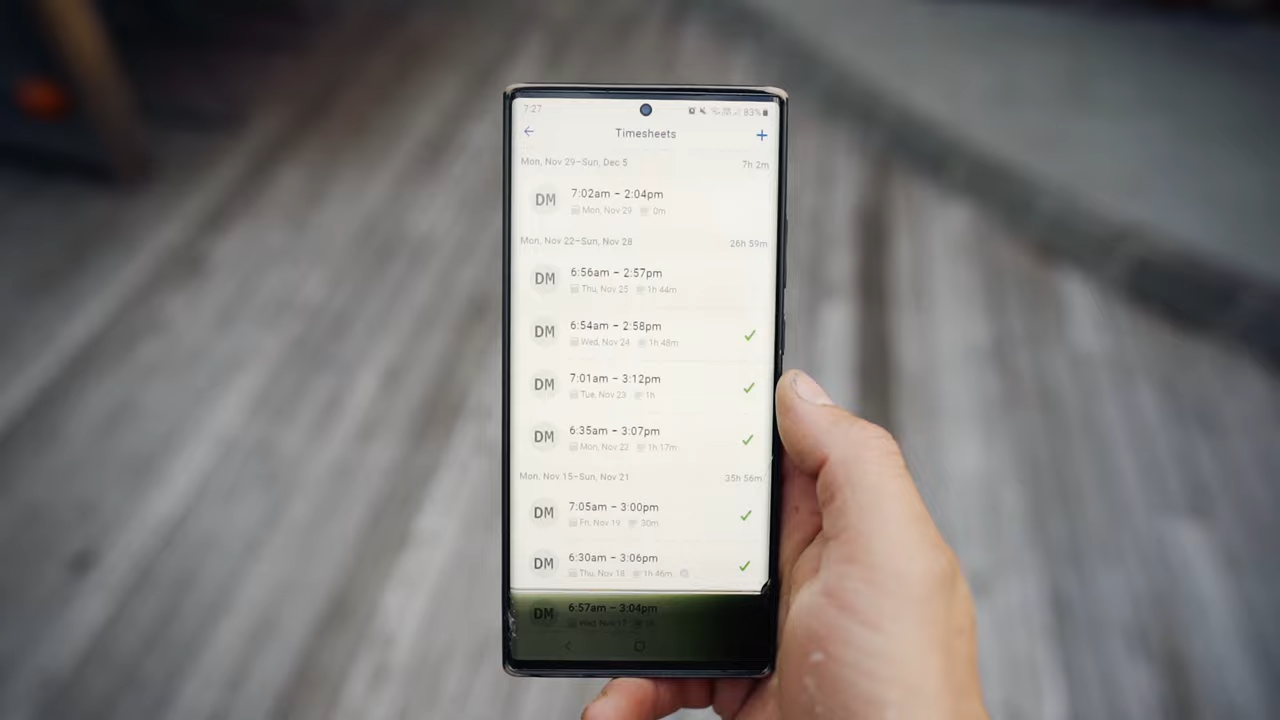 7:27 83%
Timesheets +
Mon, Nov 29–Sun, Dec 5 7h 2m
DM 7:02am – 2:04pm
Mon, Nov 29 0m
Mon, Nov 22–Sun, Nov 28 26h 59m
DM 6:56am – 2:57pm
Thu, Nov 25 1h 44m
DM 6:54am – 2:58pm
Wed, Nov 24 1h 48m
DM 7:01am – 3:12pm
Tue, Nov 23 1h
DM 6:35am – 3:07pm
Mon, Nov 22 1h 17m
Mon, Nov 15–Sun, Nov 21 35h 56m
DM 7:05am – 3:00pm
Fri, Nov 19 30m
DM 6:30am – 3:06pm
Thu, Nov 18 1h 46m
DM 6:57am – 3:04pm
Wed, Nov 17